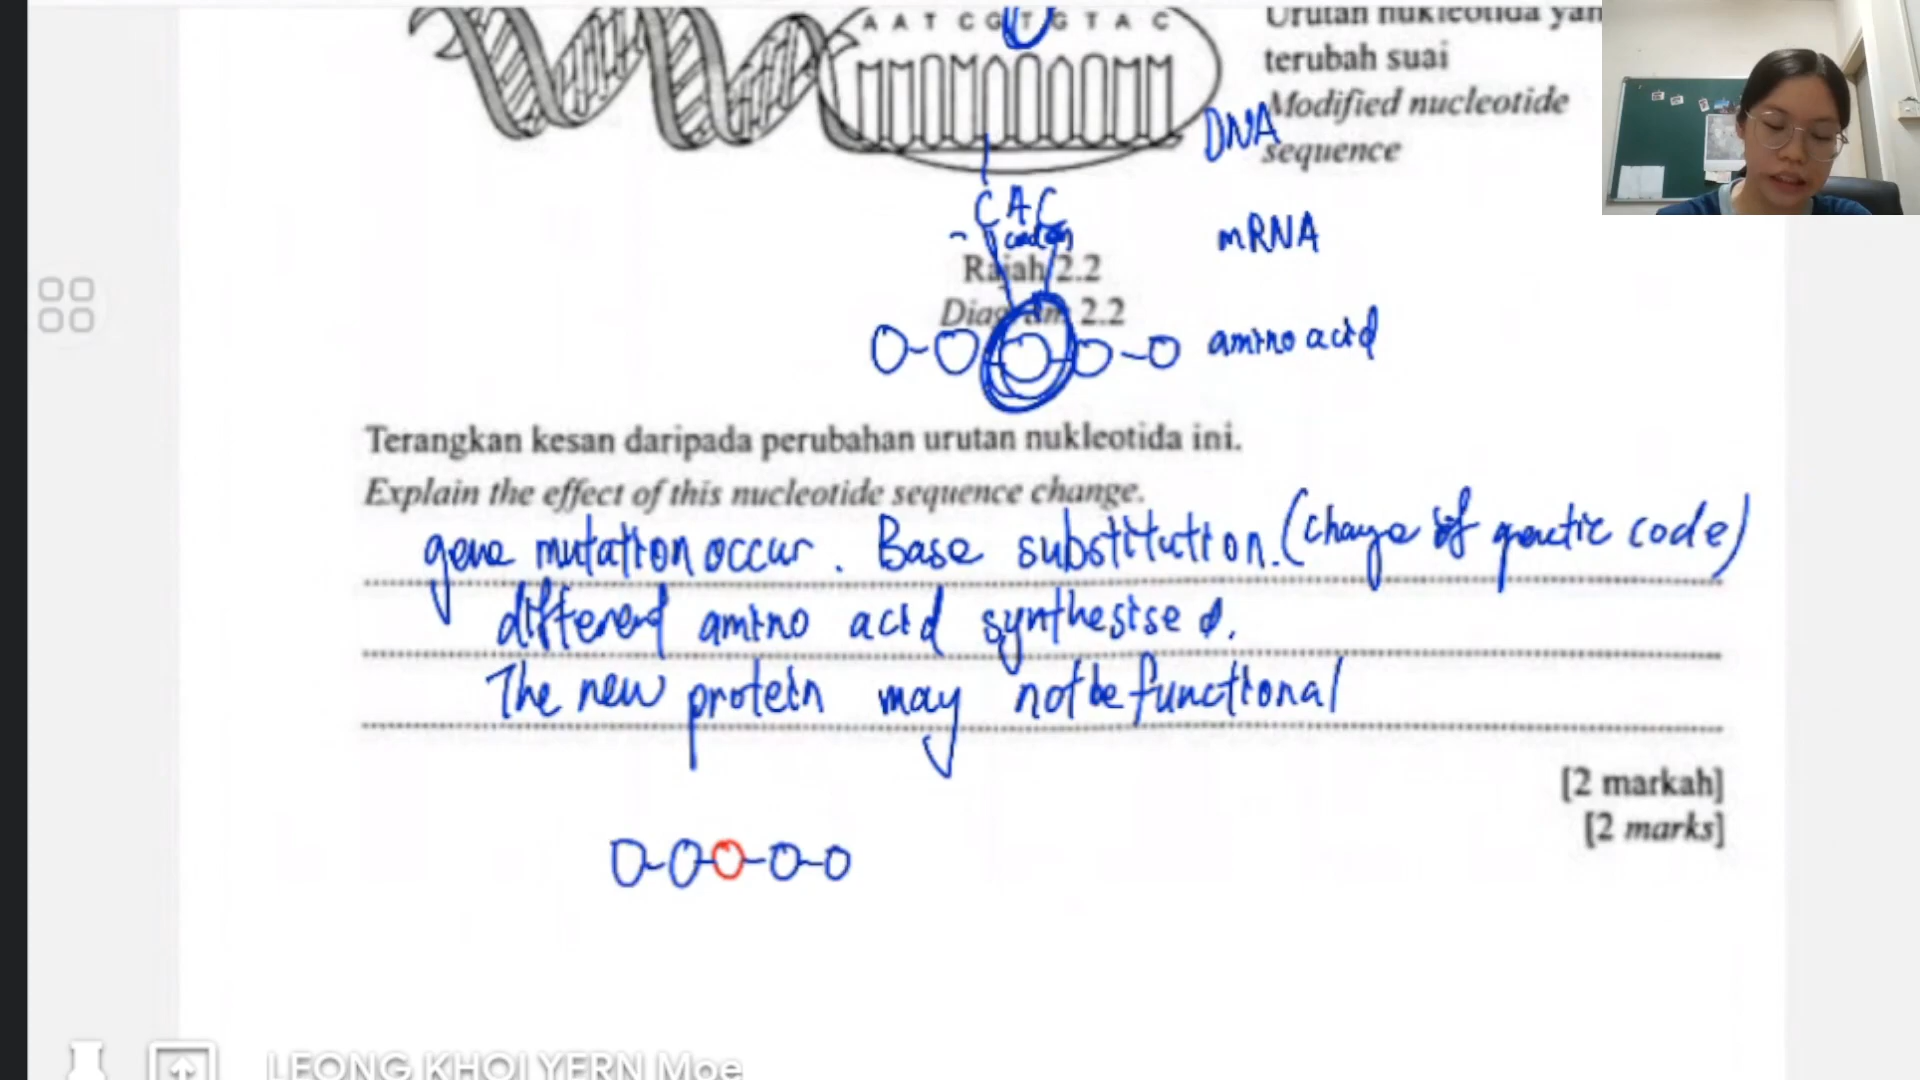 A A T C G T G T A C
Urutan nukleotida yan
terubah suai
Modified nucleotide
sequence
DNA
CAC
codon
mRNA
Rajah 2.2
Diagram 2.2
amino acid
Terangkan kesan daripada perubahan urutan nukleotida ini.
Explain the effect of this nucleotide sequence change.
gene mutation occur. Base substitution. (change of genetic code)
different amino acid synthesised.
The new protein may not be functional
[2 markah]
[2 marks]
LEONG KHOI YERN Moe